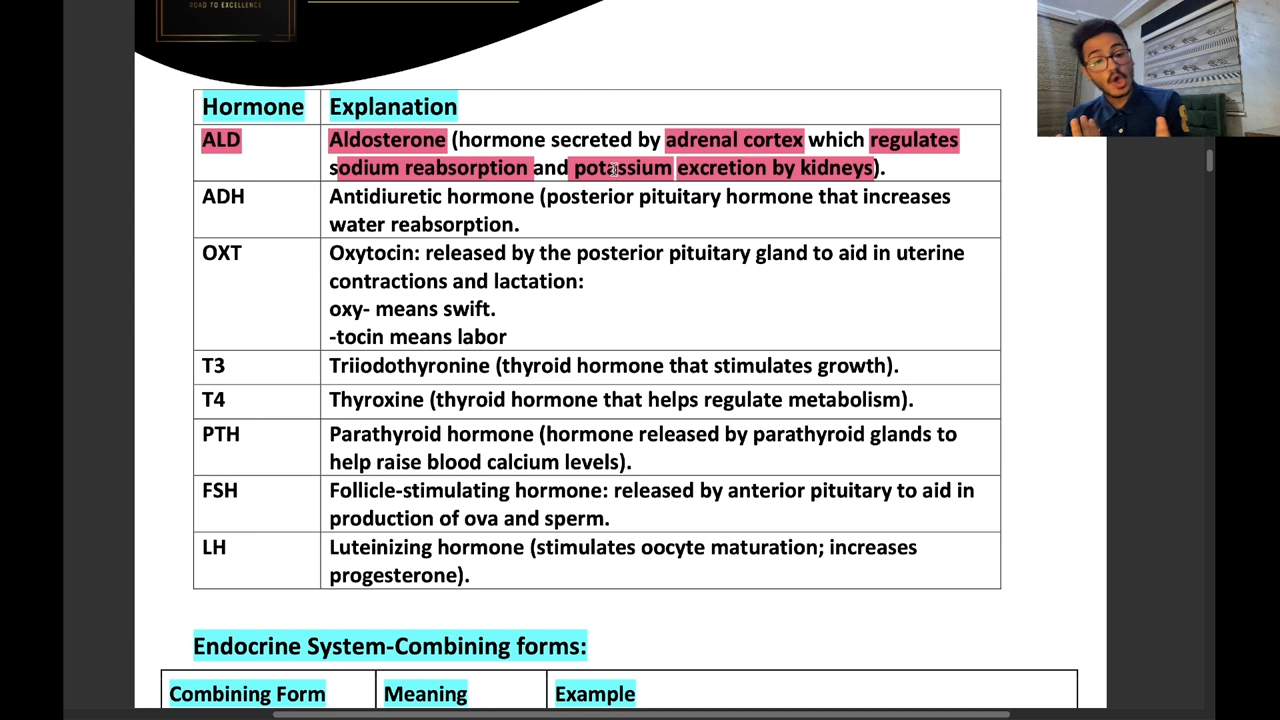 ROAD TO EXCELLENCE
Hormone Explanation
ALD Aldosterone (hormone secreted by adrenal cortex which regulates
sodium reabsorption and potassium excretion by kidneys).
ADH Antidiuretic hormone (posterior pituitary hormone that increases
water reabsorption.
OXT Oxytocin: released by the posterior pituitary gland to aid in uterine
contractions and lactation:
oxy- means swift.
-tocin means labor
T3 Triiodothyronine (thyroid hormone that stimulates growth).
T4 Thyroxine (thyroid hormone that helps regulate metabolism).
PTH Parathyroid hormone (hormone released by parathyroid glands to
help raise blood calcium levels).
FSH Follicle-stimulating hormone: released by anterior pituitary to aid in
production of ova and sperm.
LH Luteinizing hormone (stimulates oocyte maturation; increases
progesterone).
Endocrine System-Combining forms:
Combining Form Meaning Example